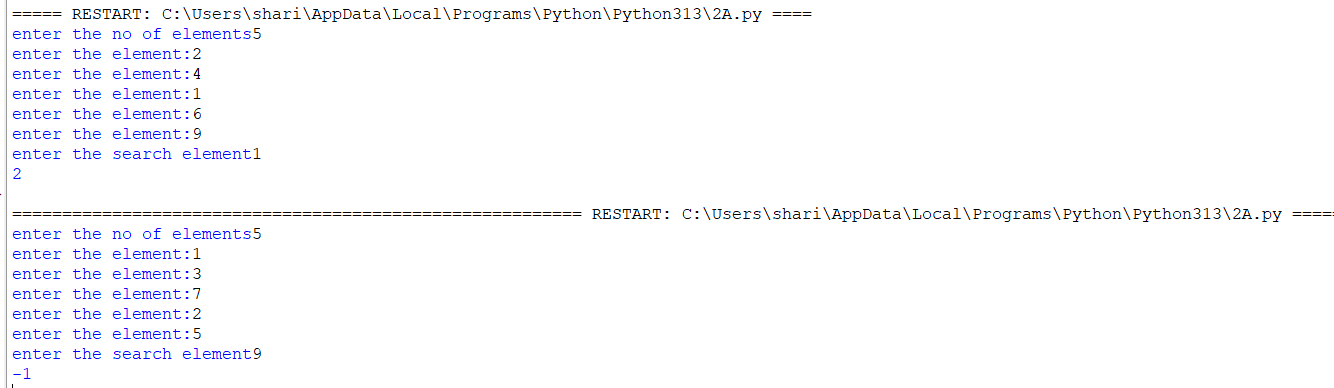 ===== RESTART: C:\Users\shari\AppData\Local\Programs\Python\Python313\2A.py ====
enter the no of elements5
enter the element:2
enter the element:4
enter the element:1
enter the element:6
enter the element:9
enter the search element1
2
========================================================= RESTART: C:\Users\shari\AppData\Local\Programs\Python\Python313\2A.py =====
enter the no of elements5
enter the element:1
enter the element:3
enter the element:7
enter the element:2
enter the element:5
enter the search element9
-1